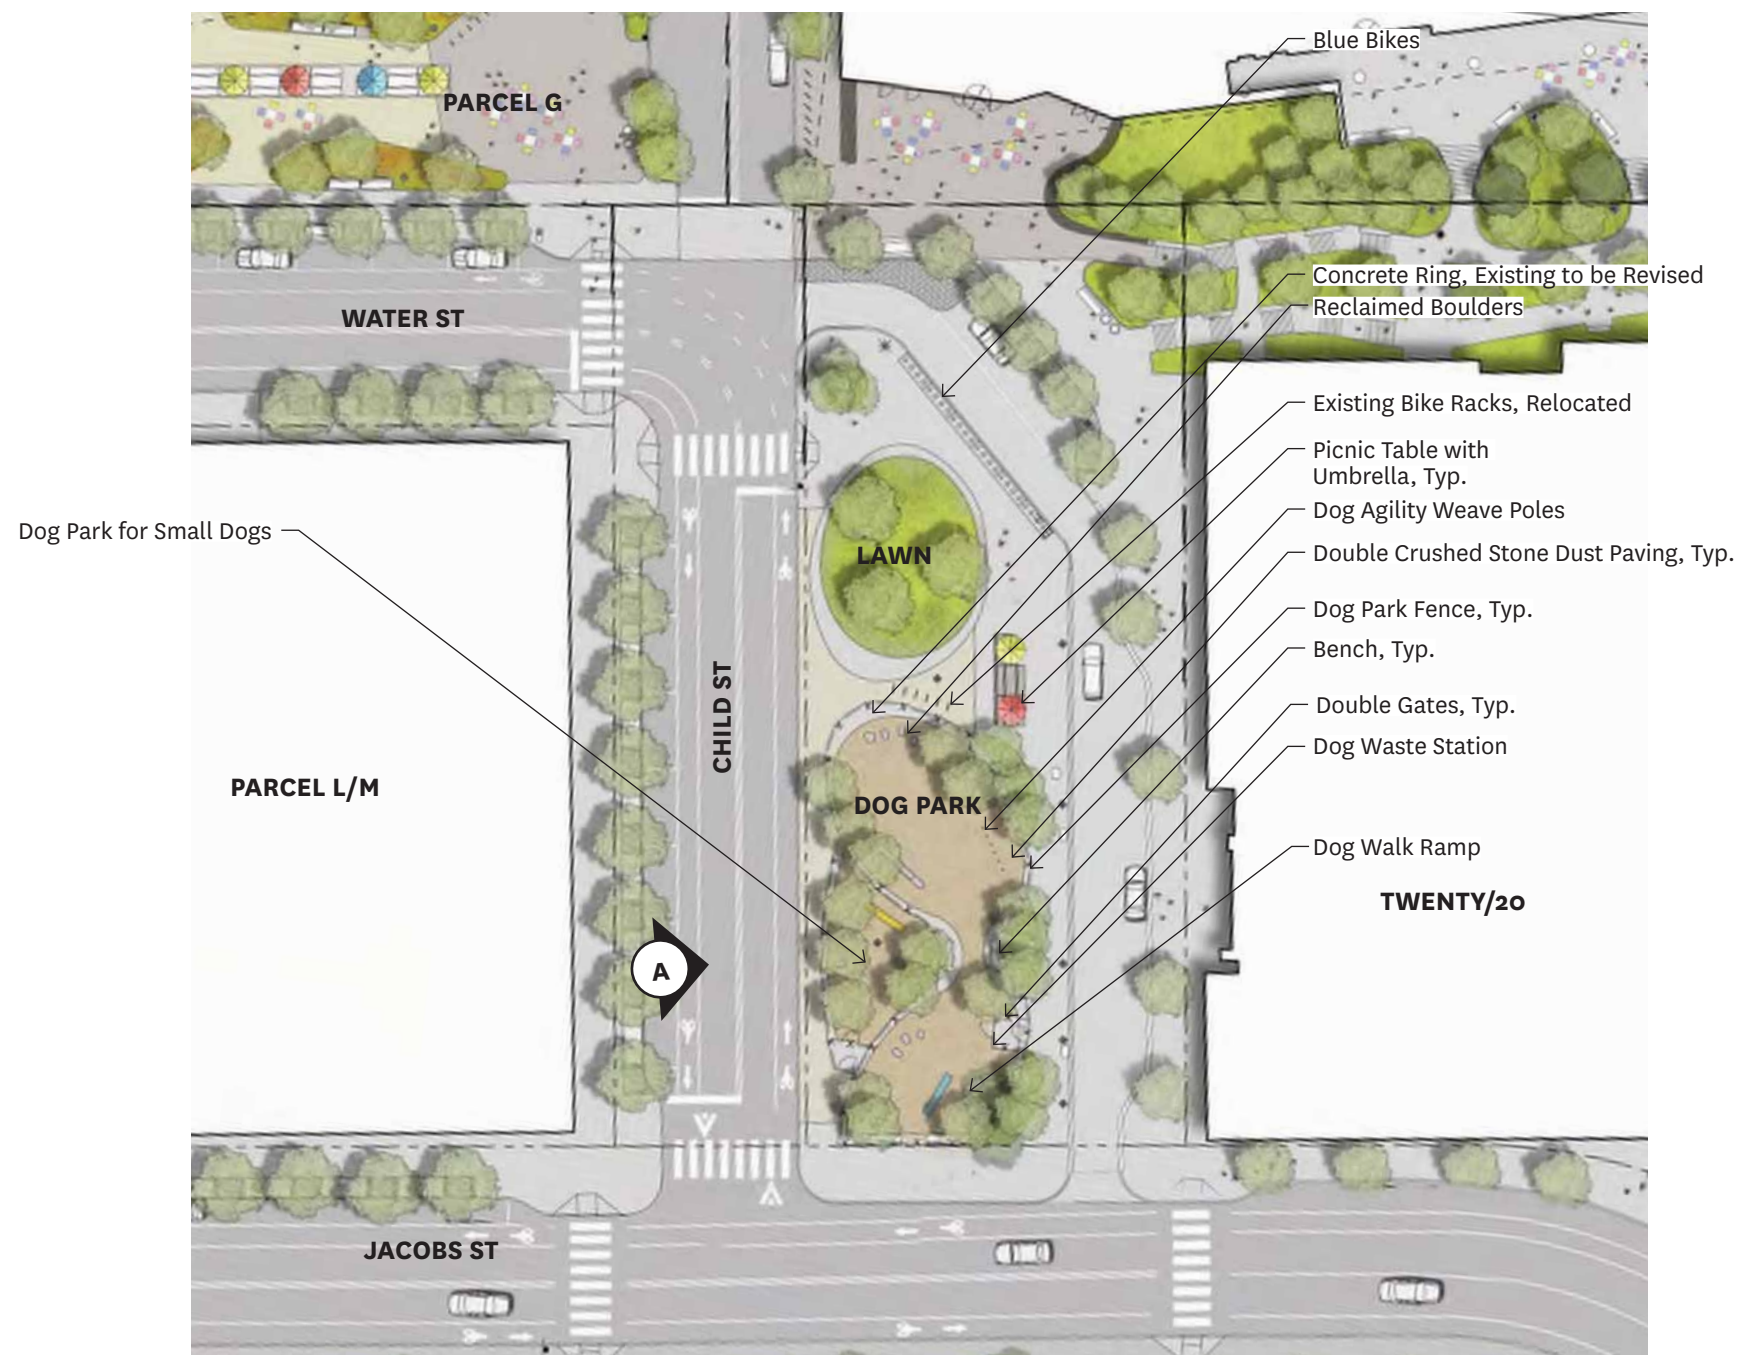 Blue Bikes
PARCEL G
Concrete Ring, Existing to be Revised
Reclaimed Boulders
WATER ST
Existing Bike Racks, Relocated
Picnic Table with
Umbrella, Typ.
Dog Agility Weave Poles
Dog Park for Small Dogs
LAWN
Double Crushed Stone Dust Paving, Typ.
Dog Park Fence, Typ.
Bench, Typ.
CHILD ST
Double Gates, Typ.
Dog Waste Station
PARCEL L/M
DOG PARK
Dog Walk Ramp
TWENTY/20
A
JACOBS ST